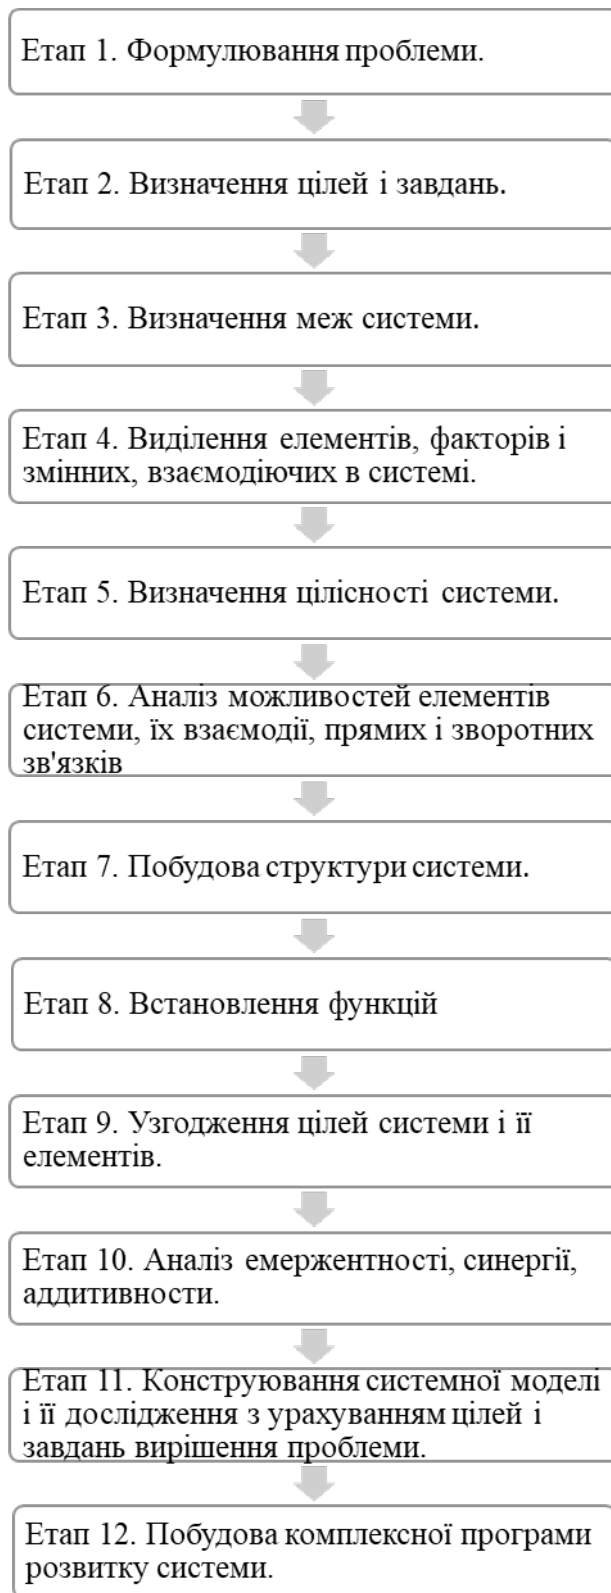 Етап 1. Формулювання проблеми.
Етап 2. Визначення цілей і завдань.
Етап 3. Визначення меж системи.
Етап 4. Виділення елементів, факторів і
змінних, взаємодіючих в системі.
Етап 5. Визначення цілісності системи.
Етап 6. Аналіз можливостей елементів
системи, їх взаємодії, прямих і зворотних
зв'язків
Етап 7. Побудова структури системи.
Етап 8. Встановлення функцій
Етап 9. Узгодження цілей системи і її
елементів.
Етап 10. Аналіз емержентності, синергії,
аддитивности.
Етап 11. Конструювання системної моделі
і її дослідження з урахуванням цілей і
завдань вирішення проблеми.
Етап 12. Побудова комплексної програми
розвитку системи.